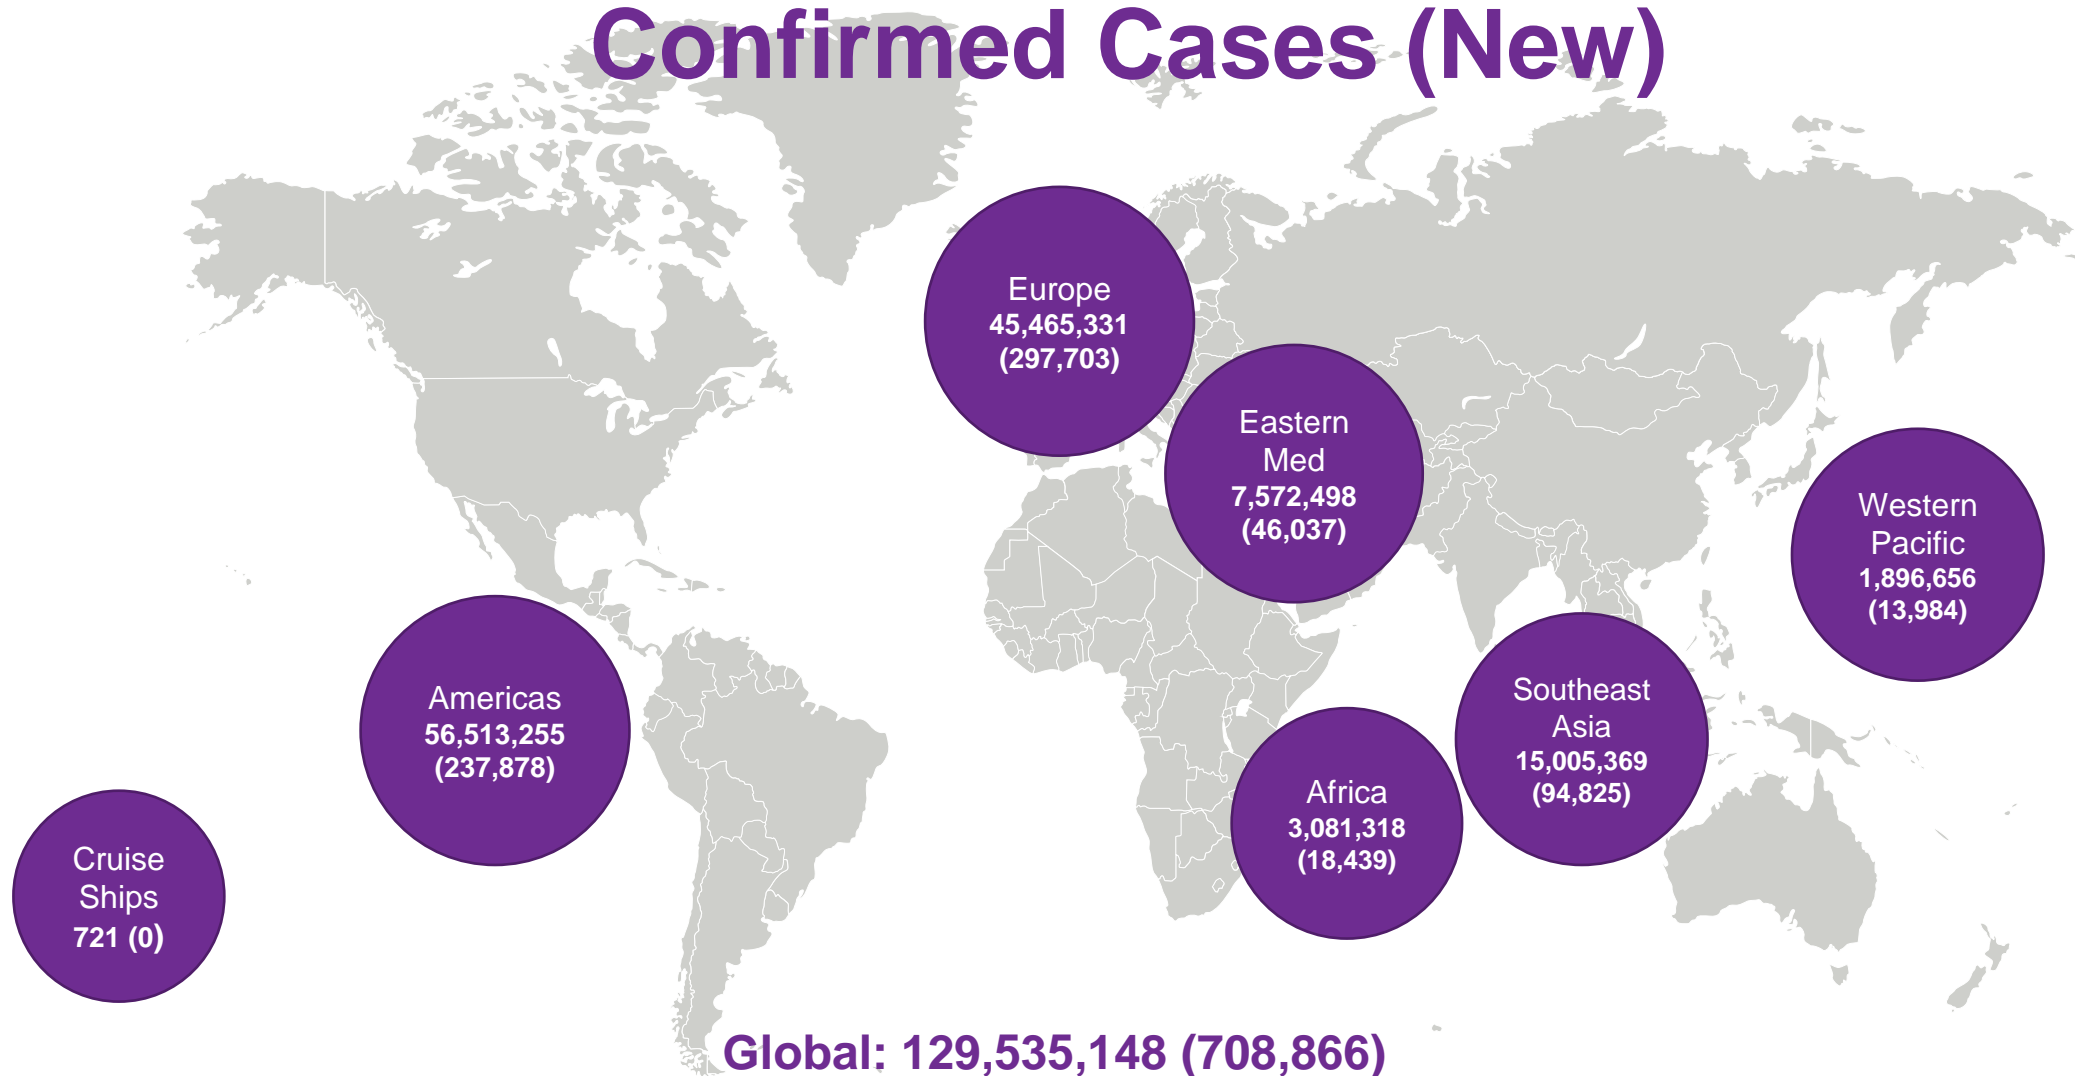 Confirmed Cases (New)
Europe
45,465,331
(297,703)
Eastern
Med
7,572,498
(46,037)
Western
Pacific
1,896,656
(13,984)
Americas
56,513,255
(237,878)
Southeast
Asia
15,005,369
(94,825)
Africa
3,081,318
(18,439)
Cruise
Ships
721 (0)
Global: 129,535,148 (708,866)